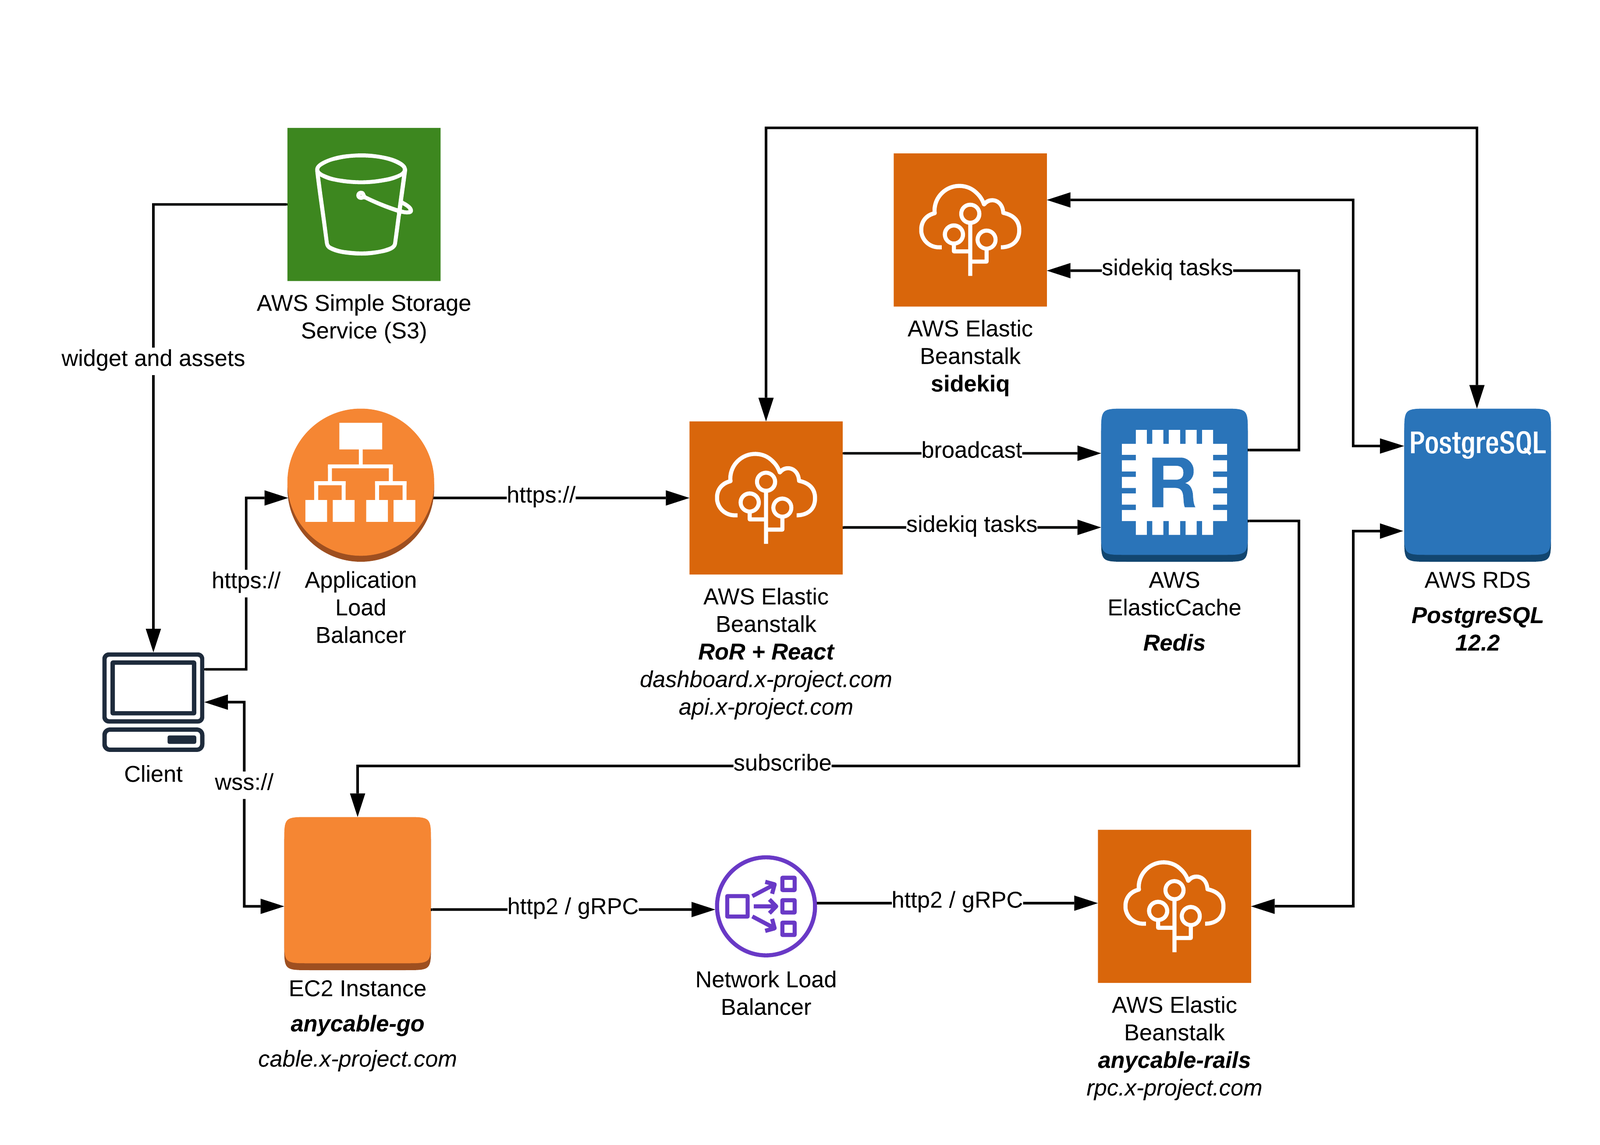 AWS Simple Storage
Service (S3)
widget and assets
AWS Elastic
Beanstalk
sidekiq
sidekiq tasks
https://
Application
Load
Balancer
https://
AWS Elastic
Beanstalk
RoR + React
dashboard.x-project.com
api.x-project.com
broadcast
sidekiq tasks
R
AWS
ElasticCache
Redis
PostgreSQL
AWS RDS
PostgreSQL
12.2
Client
wss://
subscribe
EC2 Instance
anycable-go
cable.x-project.com
http2 / gRPC
Network Load
Balancer
http2 / gRPC
AWS Elastic
Beanstalk
anycable-rails
rpc.x-project.com